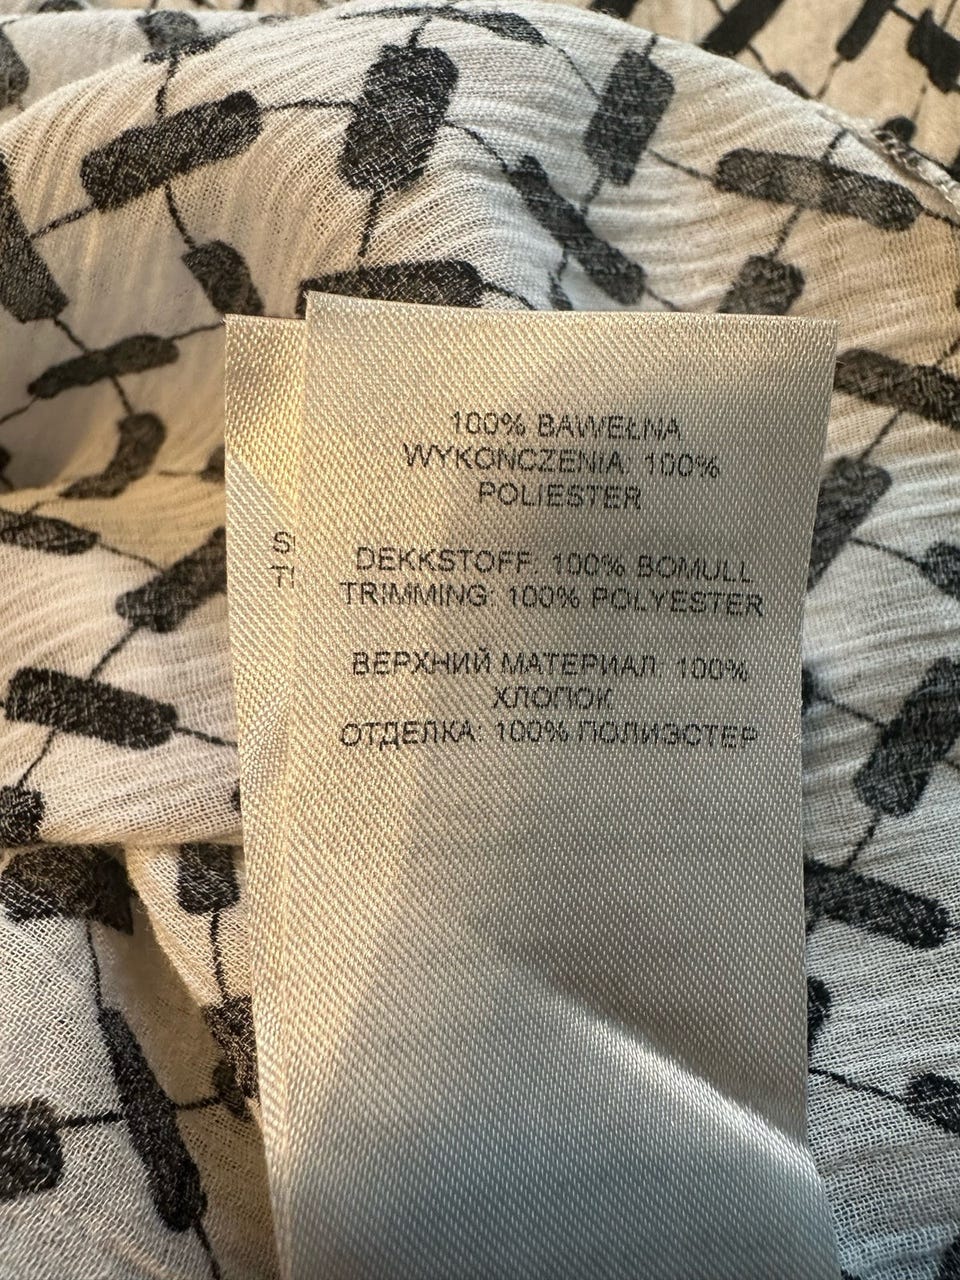 100% BAWEŁNA
WYKONCZENIA: 100%
POLIESTER
DEKKSTOFF: 100% BOMULL
TRIMMING: 100% POLYESTER
ВЕРХНИЙ МАТЕРИАЛ: 100%
ХЛОПОК
ОТДЕЛКА: 100% ПОЛИЭСТЕР